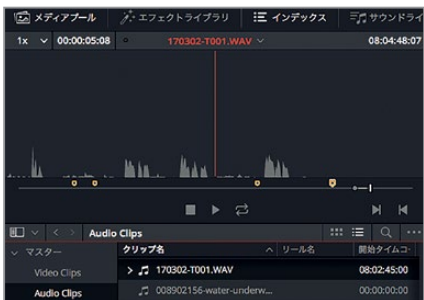 メディアプール エフェクトライブラリ インデックス サウンドライ
1x 00:00:05:08 170302-T001.WAV 08:04:48:07
Audio Clips
マスター クリップ名 リール名 開始タイムコ
Video Clips 170302-T001.WAV 08:02:45:00
Audio Clips 008902156-water-underw... 00:00:00:00